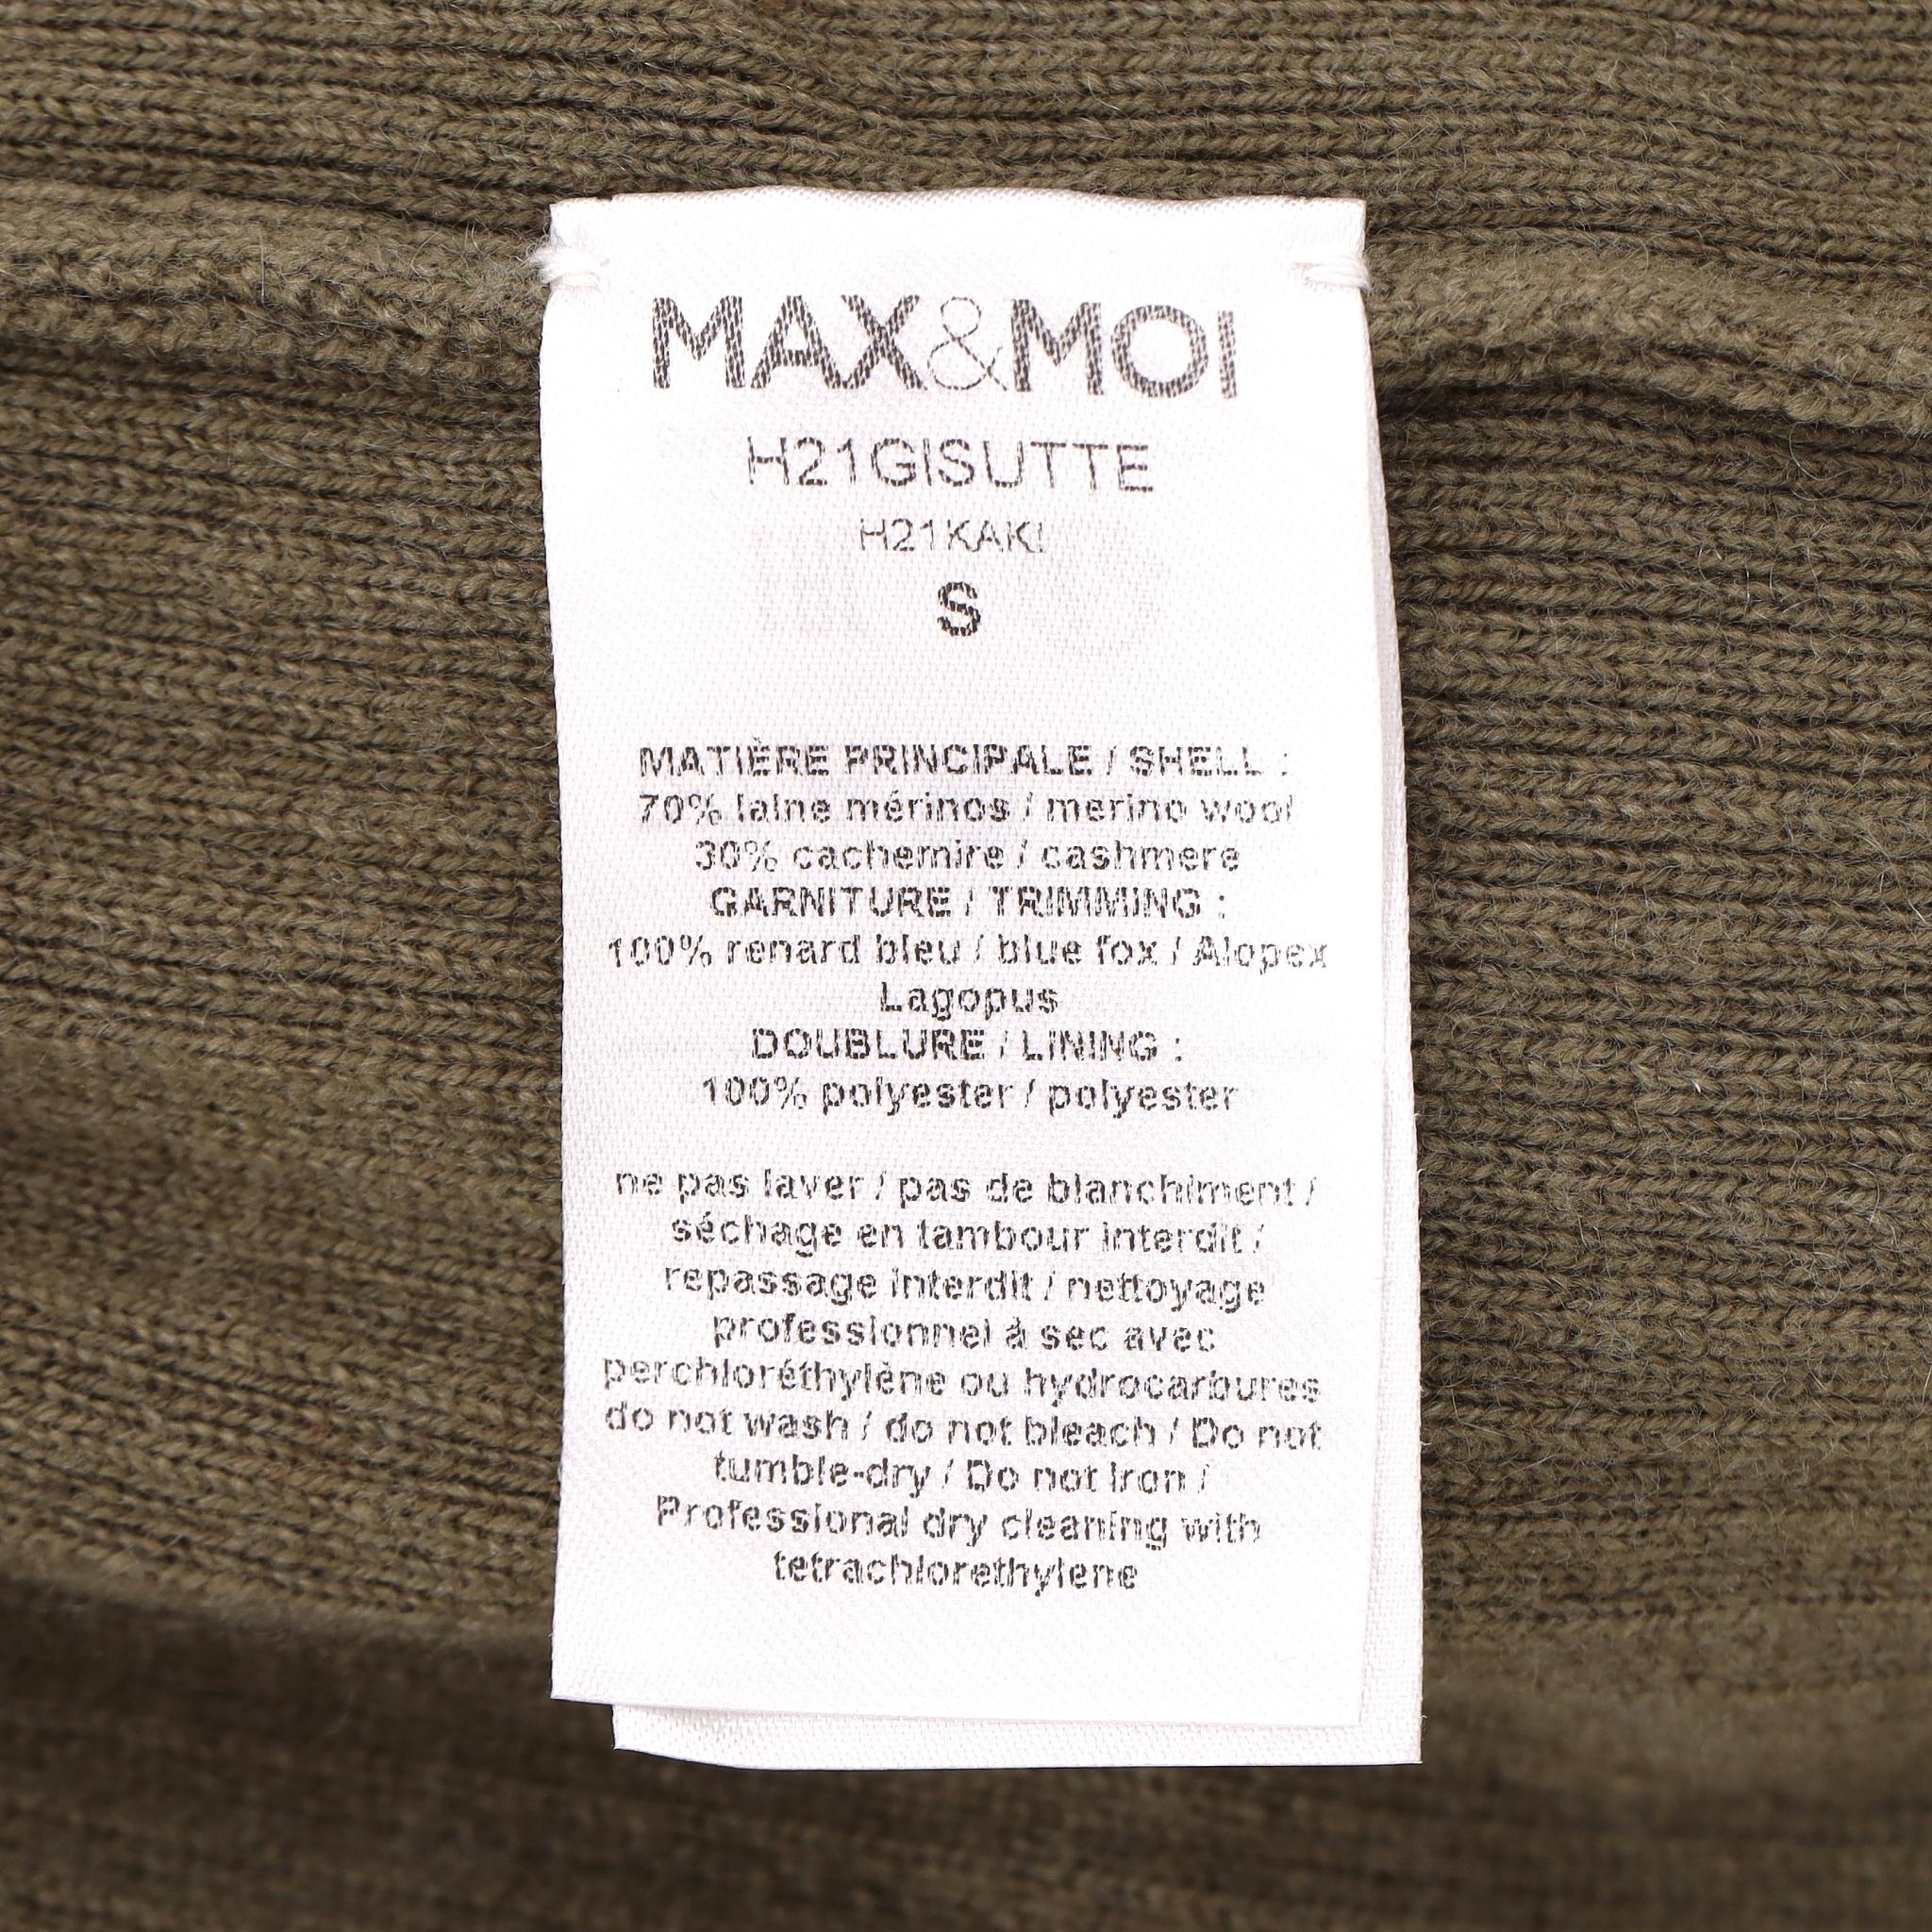 MAX&MOI
H21GISUTTE
H21KAKI
S
MATIÈRE PRINCIPALE / SHELL :
70% laine mérinos / merino wool
30% cachemire / cashmere
GARNITURE / TRIMMING :
100% renard bleu / blue fox / Alopex
Lagopus
DOUBLURE / LINING :
100% polyester / polyester
ne pas laver / pas de blanchiment /
séchage en tambour interdit /
repassage interdit / nettoyage
professionnel à sec avec
perchloréthylène ou hydrocarbures
do not wash / do not bleach / Do not
tumble-dry / Do not iron /
Professional dry cleaning with
tetrachlorethylene